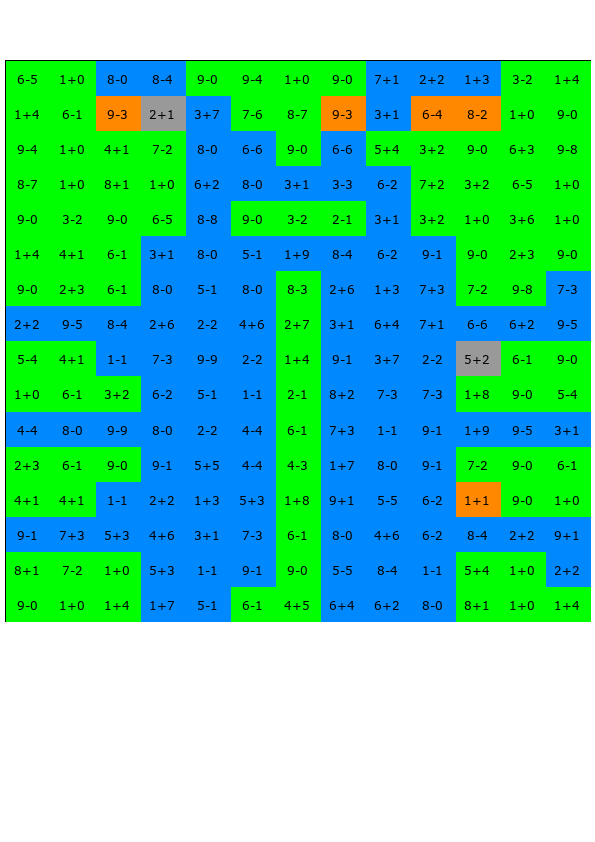 6-5 1+0 8-0 8-4 9-0 9-4 1+0 9-0 7+1 2+2 1+3 3-2 1+4
1+4 6-1 9-3 2+1 3+7 7-6 8-7 9-3 3+1 6-4 8-2 1+0 9-0
9-4 1+0 4+1 7-2 8-0 6-6 9-0 6-6 5+4 3+2 9-0 6+3 9-8
8-7 1+0 8+1 1+0 6+2 8-0 3+1 3-3 6-2 7+2 3+2 6-5 1+0
9-0 3-2 9-0 6-5 8-8 9-0 3-2 2-1 3+1 3+2 1+0 3+6 1+0
1+4 4+1 6-1 3+1 8-0 5-1 1+9 8-4 6-2 9-1 9-0 2+3 9-0
9-0 2+3 6-1 8-0 5-1 8-0 8-3 2+6 1+3 7+3 7-2 9-8 7-3
2+2 9-5 8-4 2+6 2-2 4+6 2+7 3+1 6+4 7+1 6-6 6+2 9-5
5-4 4+1 1-1 7-3 9-9 2-2 1+4 9-1 3+7 2-2 5+2 6-1 9-0
1+0 6-1 3+2 6-2 5-1 1-1 2-1 8+2 7-3 7-3 1+8 9-0 5-4
4-4 8-0 9-9 8-0 2-2 4-4 6-1 7+3 1-1 9-1 1+9 9-5 3+1
2+3 6-1 9-0 9-1 5+5 4-4 4-3 1+7 8-0 9-1 7-2 9-0 6-1
4+1 4+1 1-1 2+2 1+3 5+3 1+8 9+1 5-5 6-2 1+1 9-0 1+0
9-1 7+3 5+3 4+6 3+1 7-3 6-1 8-0 4+6 6-2 8-4 2+2 9+1
8+1 7-2 1+0 5+3 1-1 9-1 9-0 5-5 8-4 1-1 5+4 1+0 2+2
9-0 1+0 1+4 1+7 5-1 6-1 4+5 6+4 6+2 8-0 8+1 1+0 1+4